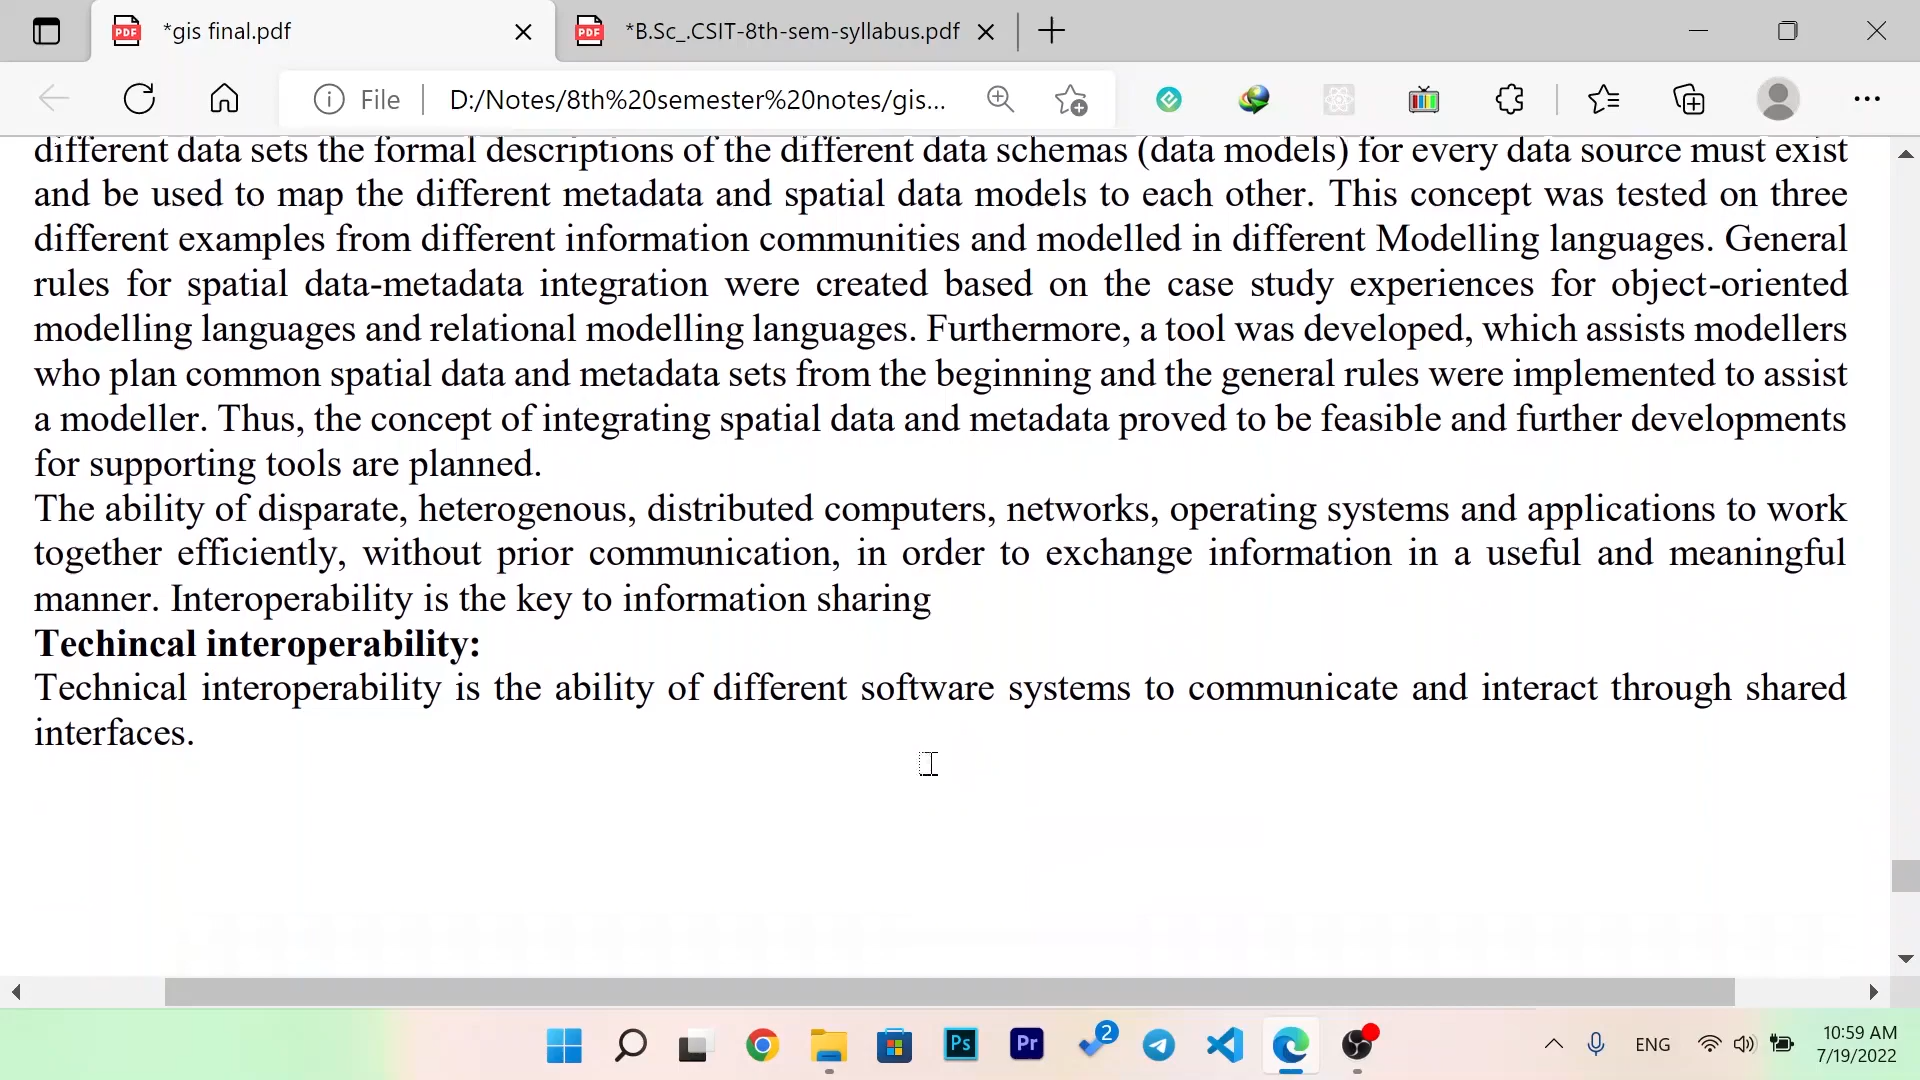 *gis final.pdf
*B.Sc_.CSIT-8th-sem-syllabus.pdf
File
D:/Notes/8th%20semester%20notes/gis...
different data sets the formal descriptions of the different data schemas (data models) for every data source must exist
and be used to map the different metadata and spatial data models to each other. This concept was tested on three
different examples from different information communities and modelled in different Modelling languages. General
rules for spatial data-metadata integration were created based on the case study experiences for object-oriented
modelling languages and relational modelling languages. Furthermore, a tool was developed, which assists modellers
who plan common spatial data and metadata sets from the beginning and the general rules were implemented to assist
a modeller. Thus, the concept of integrating spatial data and metadata proved to be feasible and further developments
for supporting tools are planned.
The ability of disparate, heterogenous, distributed computers, networks, operating systems and applications to work
together efficiently, without prior communication, in order to exchange information in a useful and meaningful
manner. Interoperability is the key to information sharing
Techincal interoperability:
Technical interoperability is the ability of different software systems to communicate and interact through shared
interfaces.
Ps
Pr
2
ENG
10:59 AM
7/19/2022